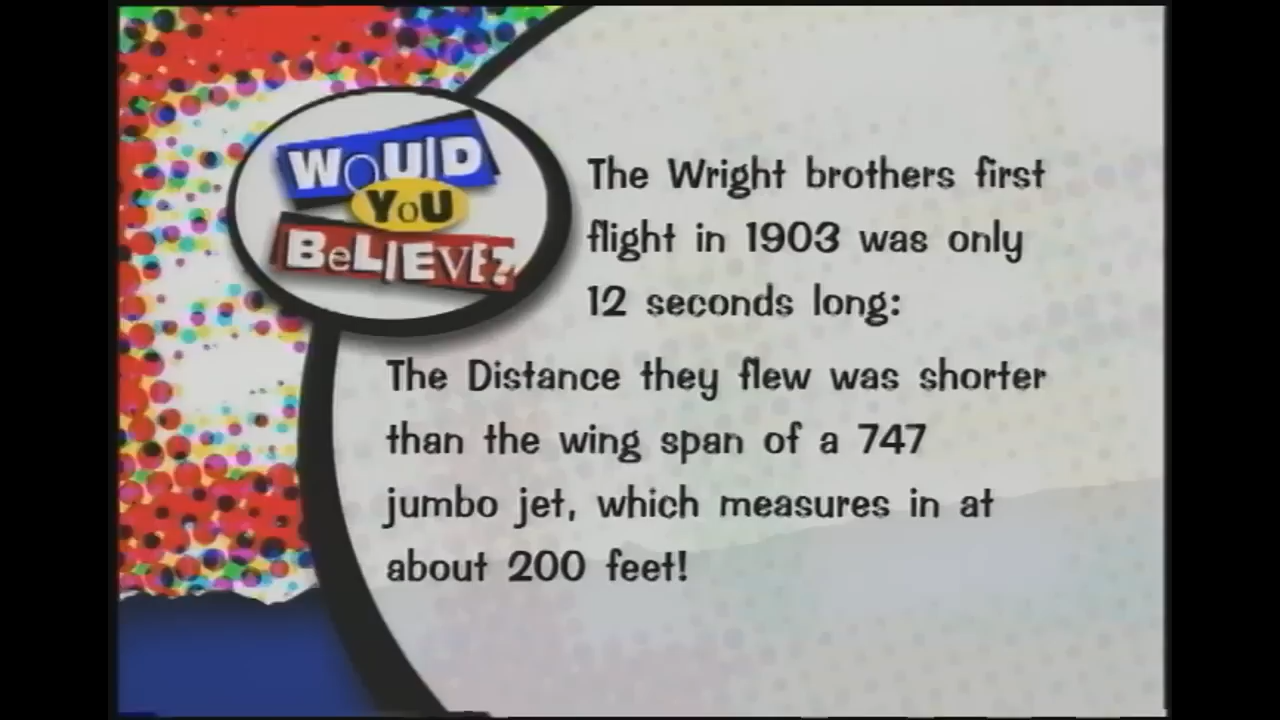 WoUlD
YoU
BeLIEVE?
The Wright brothers first
flight in 1903 was only
12 seconds long:
The Distance they flew was shorter
than the wing span of a 747
jumbo jet, which measures in at
about 200 feet!